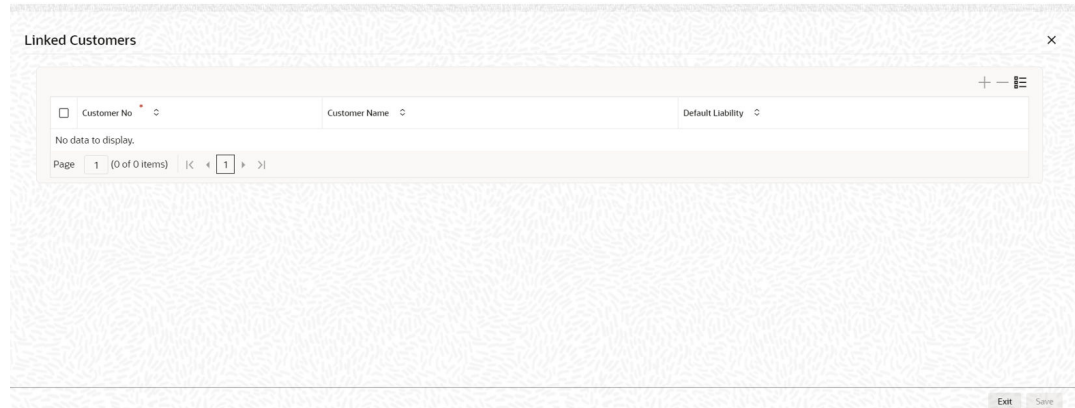 Linked Customers
Customer No * Customer Name Default Liability
No data to display.
Page 1 (0 of 0 items) 1
Exit Save